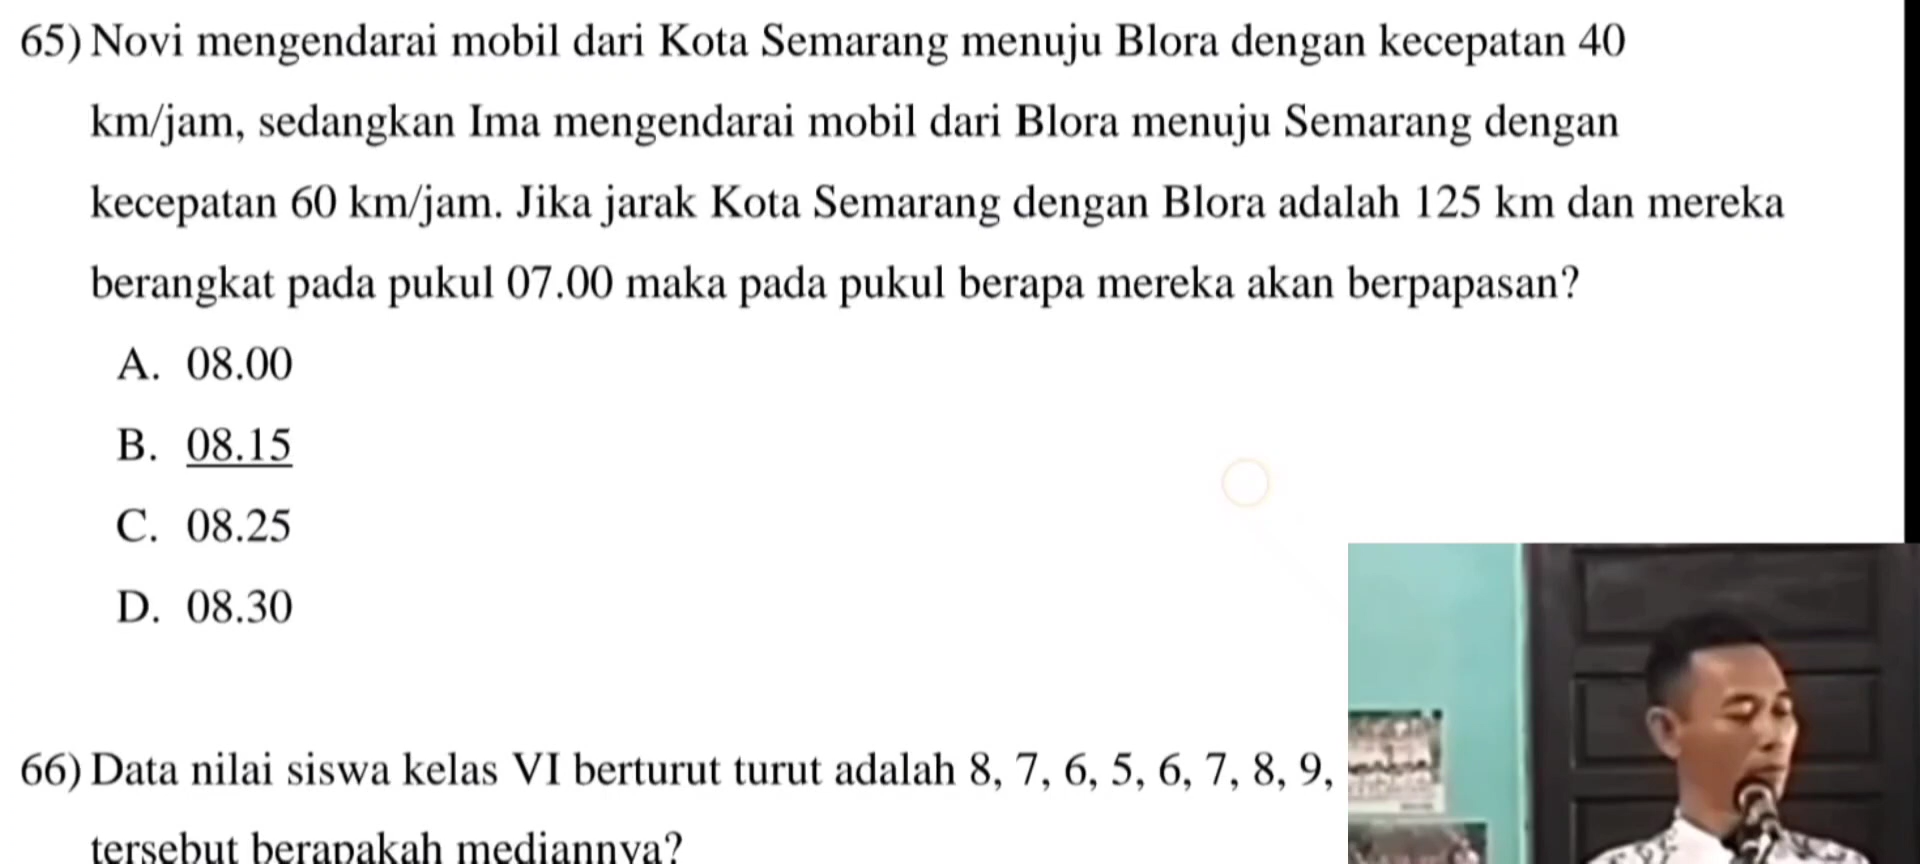 65) Novi mengendarai mobil dari Kota Semarang menuju Blora dengan kecepatan 40
km/jam, sedangkan Ima mengendarai mobil dari Blora menuju Semarang dengan
kecepatan 60 km/jam. Jika jarak Kota Semarang dengan Blora adalah 125 km dan mereka
berangkat pada pukul 07.00 maka pada pukul berapa mereka akan berpapasan?
A. 08.00
B. 08.15
C. 08.25
D. 08.30
66) Data nilai siswa kelas VI berturut turut adalah 8, 7, 6, 5, 6, 7, 8, 9,
tersebut berapakah mediannya?